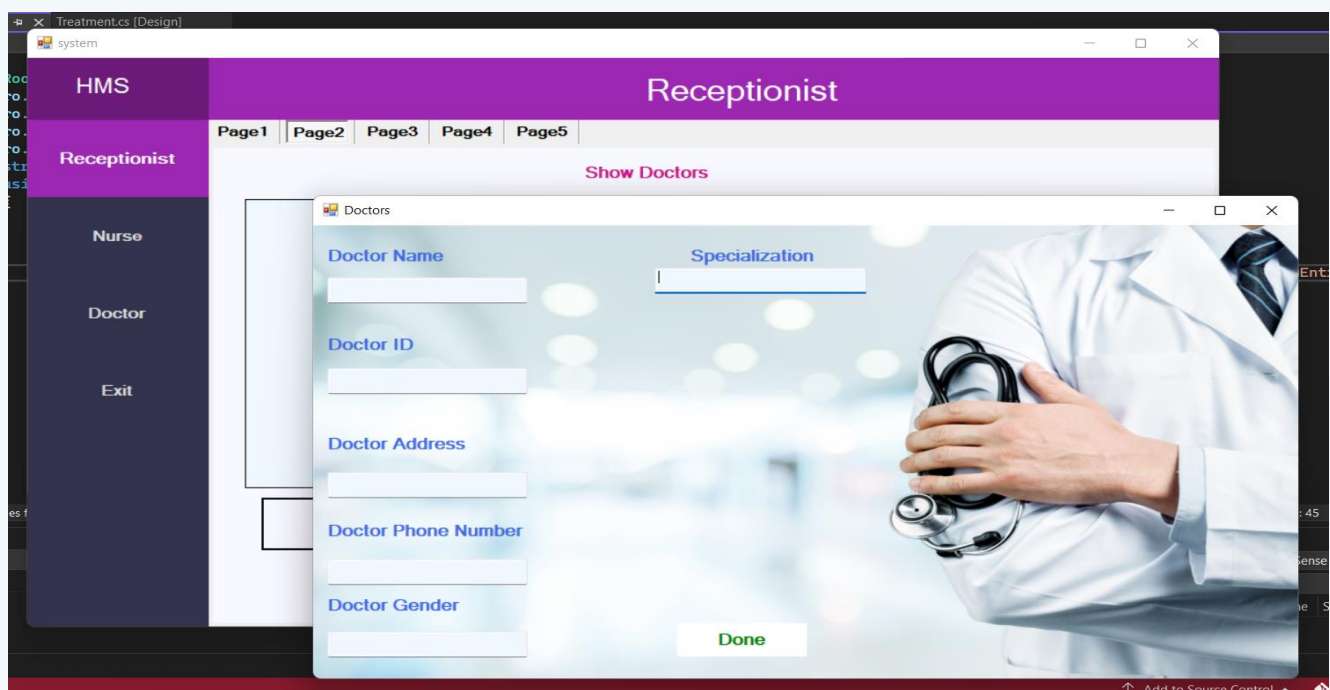 Treatment.cs [Design]
system
HMS
Receptionist
Page1 Page2 Page3 Page4 Page5
Receptionist
Show Doctors
Doctors
Nurse
Doctor Name
Specialization
Doctor
Doctor ID
Exit
Doctor Address
: 45
Doctor Phone Number
Doctor Gender
Done
Add to Source Control